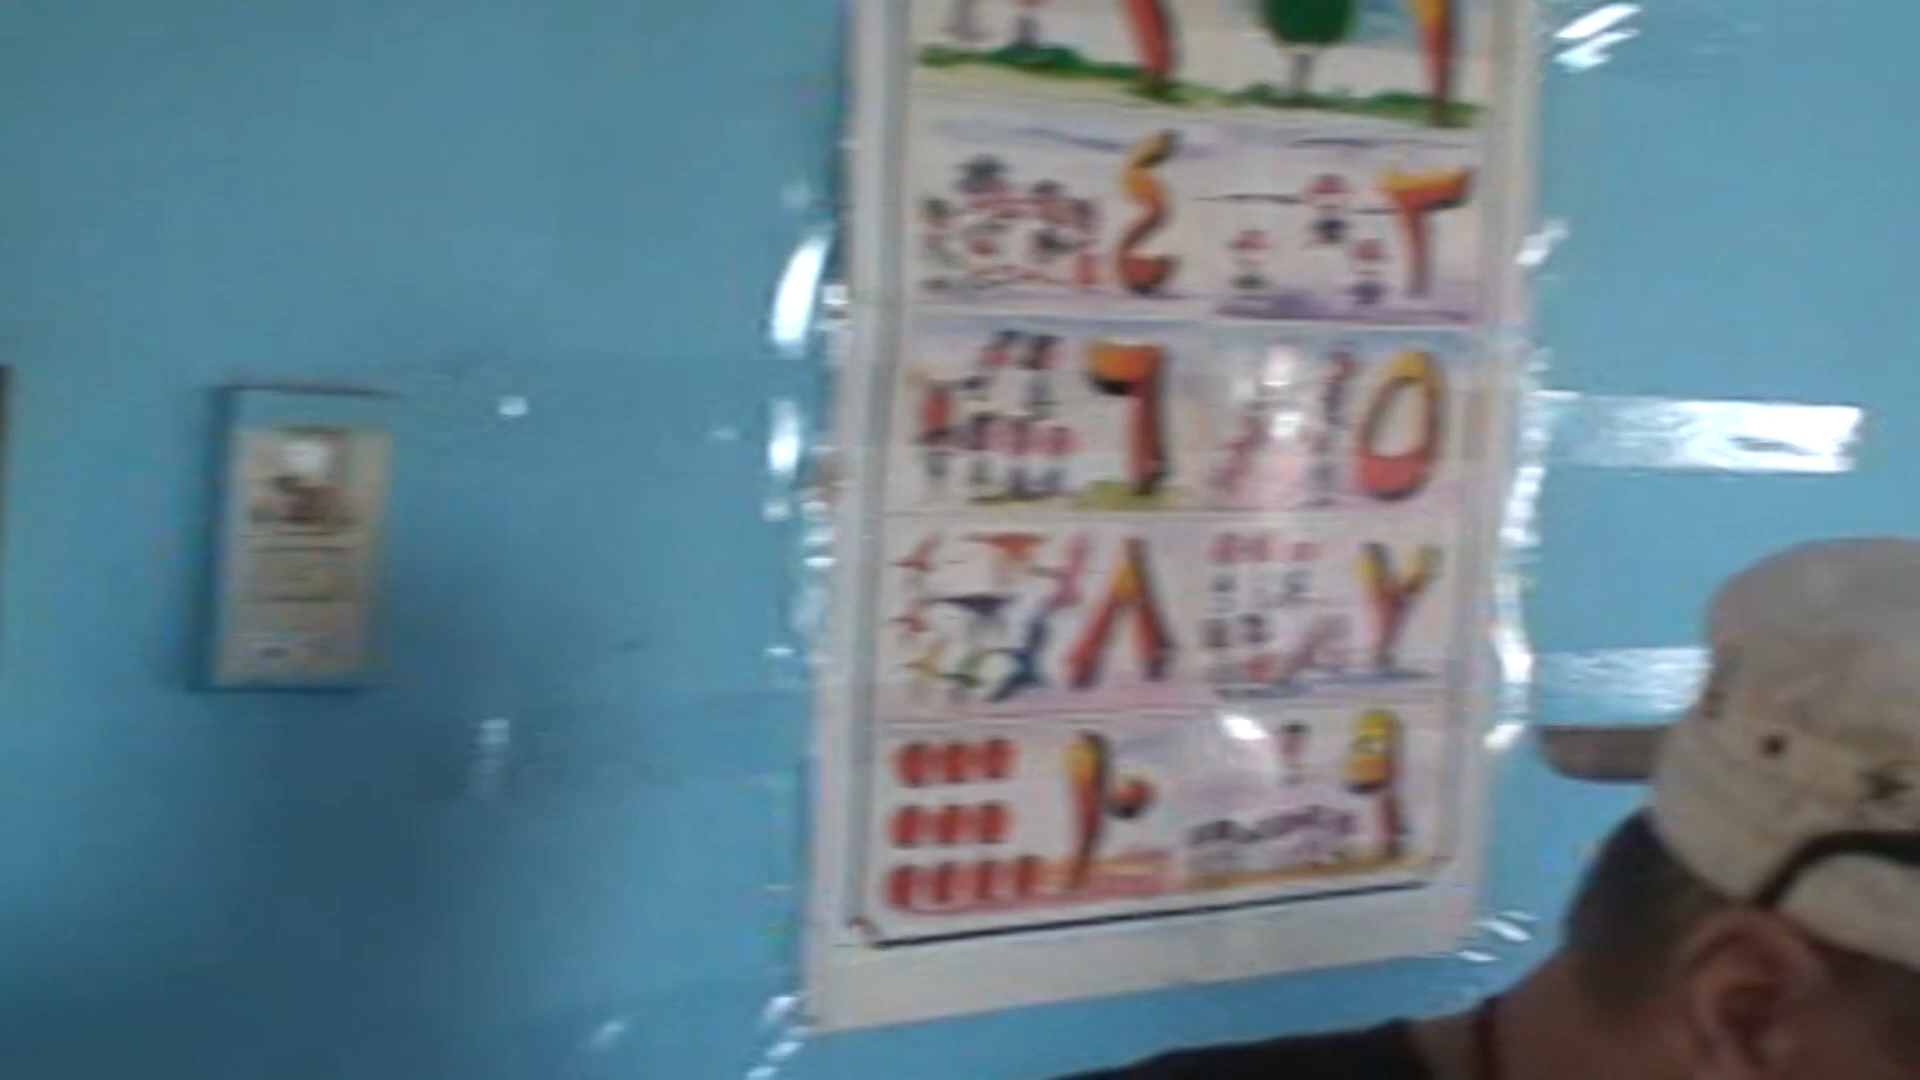 ٣ ٤
٥ ٦
٧ ٨
٩ ١٠